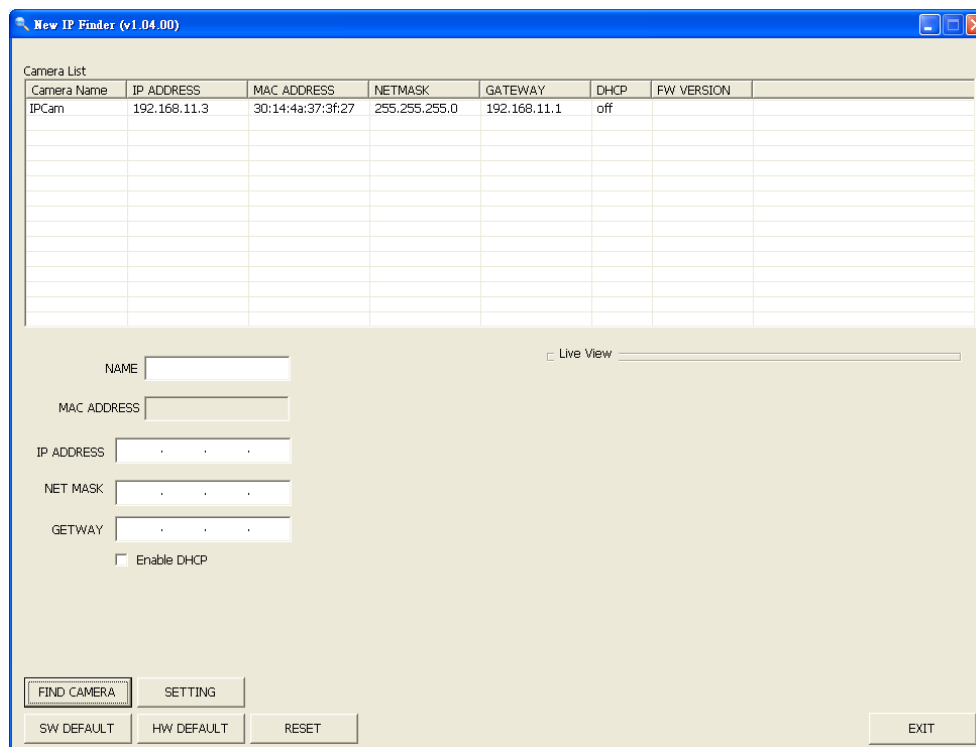 New IP Finder (v1.04.00)
Camera List
Camera Name IP ADDRESS MAC ADDRESS NETMASK GATEWAY DHCP FW VERSION
IPCam 192.168.11.3 30:14:4a:37:3f:27 255.255.255.0 192.168.11.1 off
Live View
NAME
MAC ADDRESS
IP ADDRESS . . .
NET MASK . . .
GETWAY . . .
Enable DHCP
FIND CAMERA SETTING
SW DEFAULT HW DEFAULT RESET EXIT